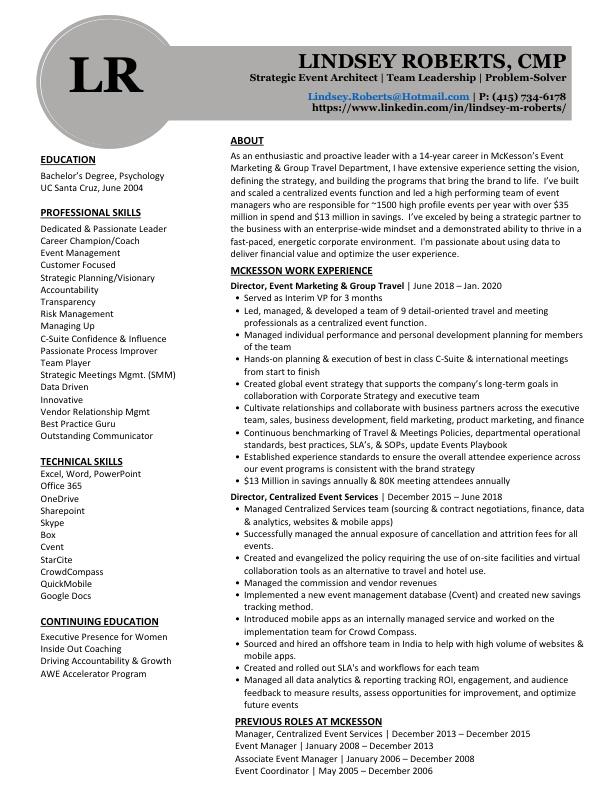 LR
LINDSEY ROBERTS, CMP
Strategic Event Architect | Team Leadership | Problem-Solver
Lindsey.Roberts@Hotmail.com | P: (415) 734-6178
https://www.linkedin.com/in/lindsey-m-roberts/
EDUCATION
Bachelor's Degree, Psychology
UC Santa Cruz, June 2004
PROFESSIONAL SKILLS
Dedicated & Passionate Leader
Career Champion/Coach
Event Management
Customer Focused
Strategic Planning/Visionary
Accountability
Transparency
Risk Management
Managing Up
C-Suite Confidence & Influence
Passionate Process Improver
Team Player
Strategic Meetings Mgmt. (SMM)
Data Driven
Innovative
Vendor Relationship Mgmt
Best Practice Guru
Outstanding Communicator
TECHNICAL SKILLS
Excel, Word, PowerPoint
Office 365
OneDrive
Sharepoint
Skype
Box
Cvent
StarCite
CrowdCompass
QuickMobile
Google Docs
CONTINUING EDUCATION
Executive Presence for Women
Inside Out Coaching
Driving Accountability & Growth
AWE Accelerator Program
ABOUT
As an enthusiastic and proactive leader with a 14-year career in McKesson's Event
Marketing & Group Travel Department, I have extensive experience setting the vision,
defining the strategy, and building the programs that bring the brand to life. I've built
and scaled a centralized events function and led a high performing team of event
managers who are responsible for ~1500 high profile events per year with over $35
million in spend and $13 million in savings. I've exceled by being a strategic partner to
the business with an enterprise-wide mindset and a demonstrated ability to thrive in a
fast-paced, energetic corporate environment. I'm passionate about using data to
deliver financial value and optimize the user experience.
MCKESSON WORK EXPERIENCE
Director, Event Marketing & Group Travel | June 2018 – Jan. 2020
• Served as Interim VP for 3 months
• Led, managed, & developed a team of 9 detail-oriented travel and meeting
professionals as a centralized event function.
• Managed individual performance and personal development planning for members
of the team
• Hands-on planning & execution of best in class C-Suite & international meetings
from start to finish
• Created global event strategy that supports the company's long-term goals in
collaboration with Corporate Strategy and executive team
• Cultivate relationships and collaborate with business partners across the executive
team, sales, business development, field marketing, product marketing, and finance
• Continuous benchmarking of Travel & Meetings Policies, departmental operational
standards, best practices, SLA's, & SOPs, update Events Playbook
• Established experience standards to ensure the overall attendee experience across
our event programs is consistent with the brand strategy
• $13 Million in savings annually & 80K meeting attendees annually
Director, Centralized Event Services | December 2015 – June 2018
• Managed Centralized Services team (sourcing & contract negotiations, finance, data
& analytics, websites & mobile apps)
• Successfully managed the annual exposure of cancellation and attrition fees for all
events.
• Created and evangelized the policy requiring the use of on-site facilities and virtual
collaboration tools as an alternative to travel and hotel use.
• Managed the commission and vendor revenues
• Implemented a new event management database (Cvent) and created new savings
tracking method.
• Introduced mobile apps as an internally managed service and worked on the
implementation team for Crowd Compass.
• Sourced and hired an offshore team in India to help with high volume of websites &
mobile apps.
• Created and rolled out SLA's and workflows for each team
• Managed all data analytics & reporting tracking ROI, engagement, and audience
feedback to measure results, assess opportunities for improvement, and optimize
future events
PREVIOUS ROLES AT MCKESSON
Manager, Centralized Event Services | December 2013 – December 2015
Event Manager | January 2008 – December 2013
Associate Event Manager | January 2006 – December 2008
Event Coordinator | May 2005 – December 2006